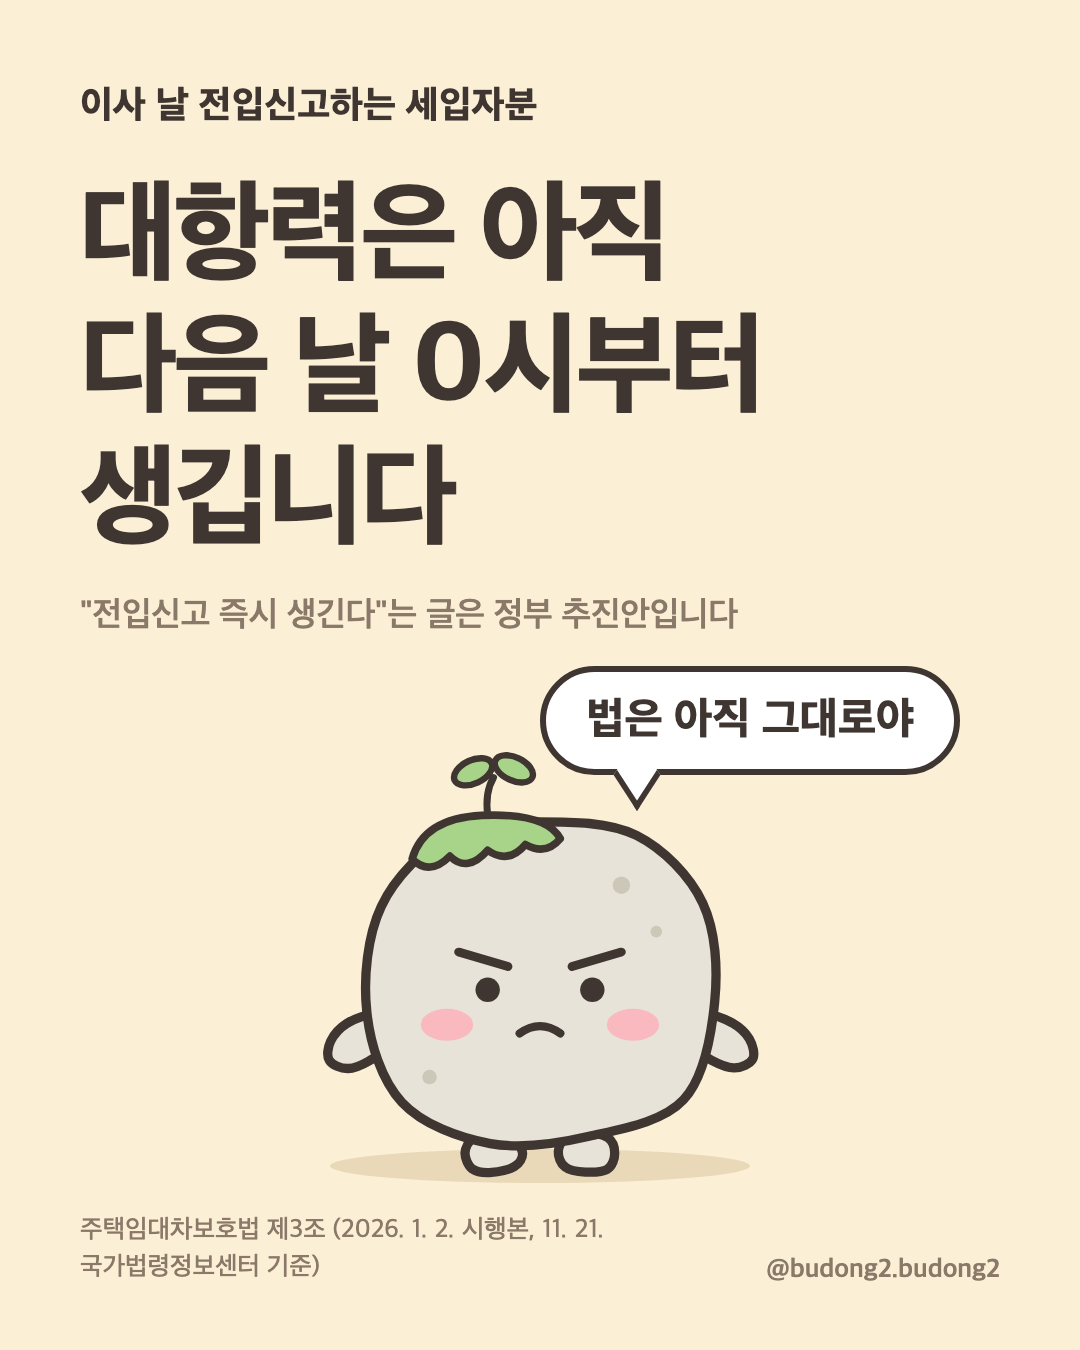 이사 날 전입신고하는 세입자분
대항력은 아직
다음 날 0시부터
생깁니다
"전입신고 즉시 생긴다"는 글은 정부 추진안입니다
법은 아직 그대로야
주택임대차보호법 제3조 (2026. 1. 2. 시행본, 11. 21.
국가법령정보센터 기준)
@budong2.budong2